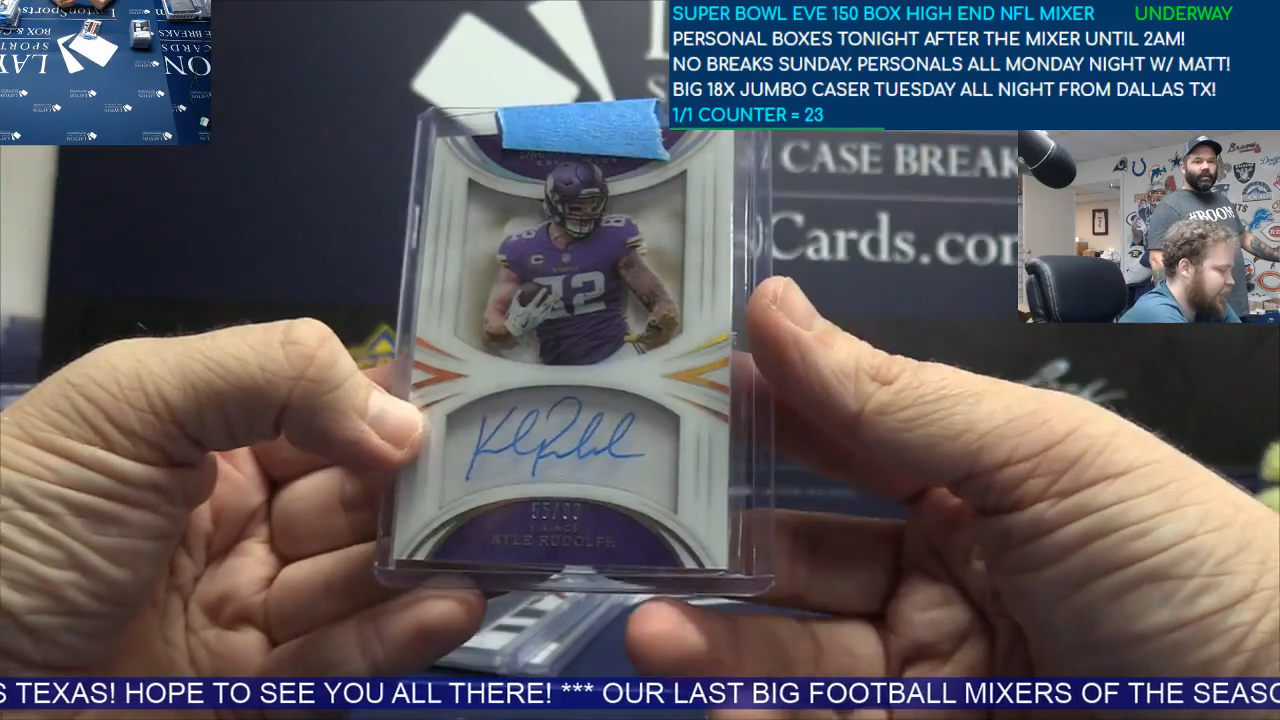 SUPER BOWL EVE 150 BOX HIGH END NFL MIXER UNDERWAY
PERSONAL BOXES TONIGHT AFTER THE MIXER UNTIL 2AM!
NO BREAKS SUNDAY. PERSONALS ALL MONDAY NIGHT W/ MATT!
BIG 18X JUMBO CASER TUESDAY ALL NIGHT FROM DALLAS TX!
1/1 COUNTER = 23
CASE BREAK
Cards.com
82
82
KYLE RUDOLPH
S TEXAS! HOPE TO SEE YOU ALL THERE! *** OUR LAST BIG FOOTBALL MIXERS OF THE SEASO